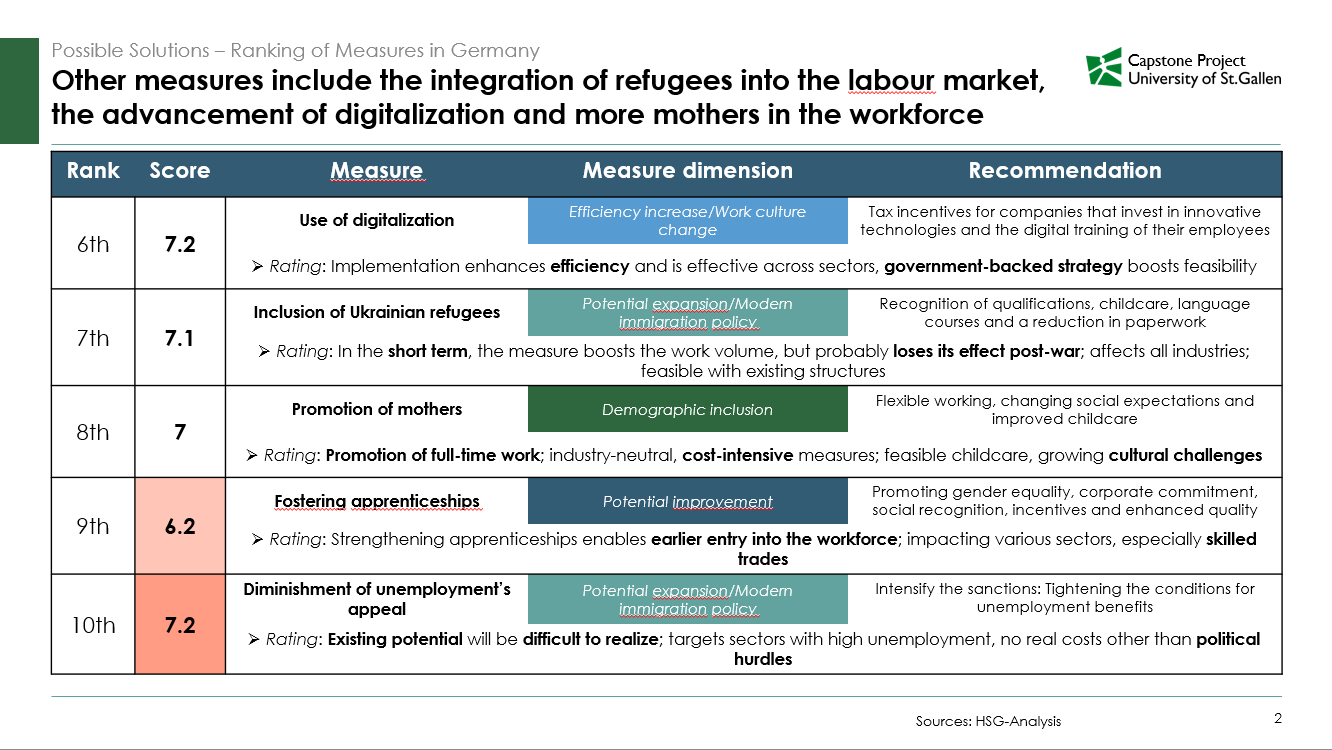 Possible Solutions – Ranking of Measures in Germany
Other measures include the integration of refugees into the labour market,
the advancement of digitalization and more mothers in the workforce
Capstone Project
University of St.Gallen
Rank
Score
Measure
Measure dimension
Recommendation
6th
7.2
Use of digitalization
Efficiency increase/Work culture
change
Tax incentives for companies that invest in innovative
technologies and the digital training of their employees
➢ Rating: Implementation enhances efficiency and is effective across sectors, government-backed strategy boosts feasibility
7th
7.1
Inclusion of Ukrainian refugees
Potential expansion/Modern
immigration policy
Recognition of qualifications, childcare, language
courses and a reduction in paperwork
➢ Rating: In the short term, the measure boosts the work volume, but probably loses its effect post-war; affects all industries;
feasible with existing structures
8th
7
Promotion of mothers
Demographic inclusion
Flexible working, changing social expectations and
improved childcare
➢ Rating: Promotion of full-time work; industry-neutral, cost-intensive measures; feasible childcare, growing cultural challenges
9th
6.2
Fostering apprenticeships
Potential improvement
Promoting gender equality, corporate commitment,
social recognition, incentives and enhanced quality
➢ Rating: Strengthening apprenticeships enables earlier entry into the workforce; impacting various sectors, especially skilled
trades
10th
7.2
Diminishment of unemployment's
appeal
Potential expansion/Modern
immigration policy
Intensify the sanctions: Tightening the conditions for
unemployment benefits
➢ Rating: Existing potential will be difficult to realize; targets sectors with high unemployment, no real costs other than political
hurdles
Sources: HSG-Analysis
2